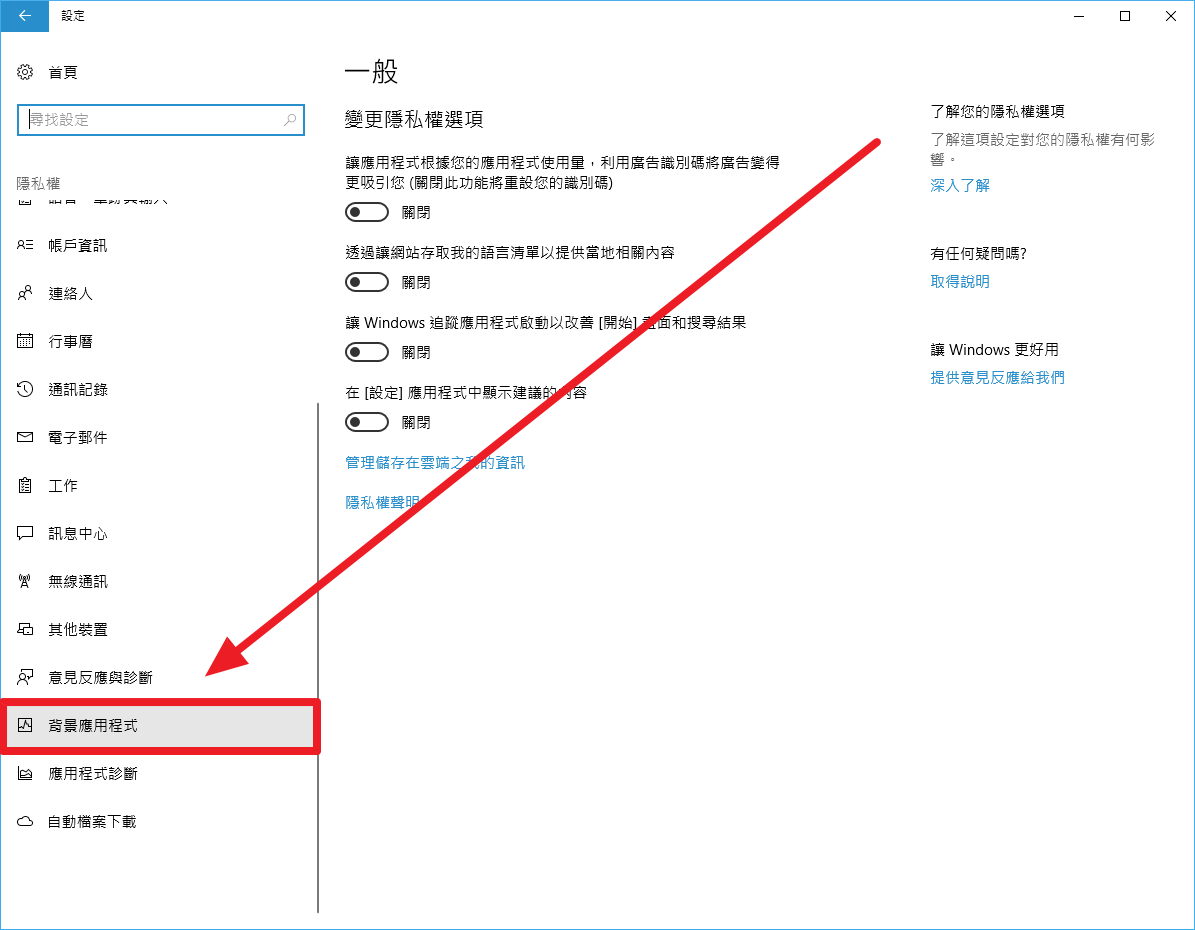 設定
首頁
尋找設定
隱私權
帳戶資訊
連絡人
行事曆
通訊記錄
電子郵件
工作
訊息中心
無線通訊
其他裝置
意見反應與診斷
背景應用程式
應用程式診斷
自動檔案下載
一般
變更隱私權選項
讓應用程式根據您的應用程式使用量，利用廣告識別碼將廣告變得
更吸引您 (關閉此功能將重設您的識別碼)
關閉
透過讓網站存取我的語言清單以提供當地相關內容
關閉
讓 Windows 追蹤應用程式啟動以改善 [開始] 畫面和搜尋結果
關閉
在 [設定] 應用程式中顯示建議的內容
關閉
管理儲存在雲端之我的資訊
隱私權聲明
了解您的隱私權選項
了解這項設定對您的隱私權有何影
響。
深入了解
有任何疑問嗎?
取得說明
讓 Windows 更好用
提供意見反應給我們